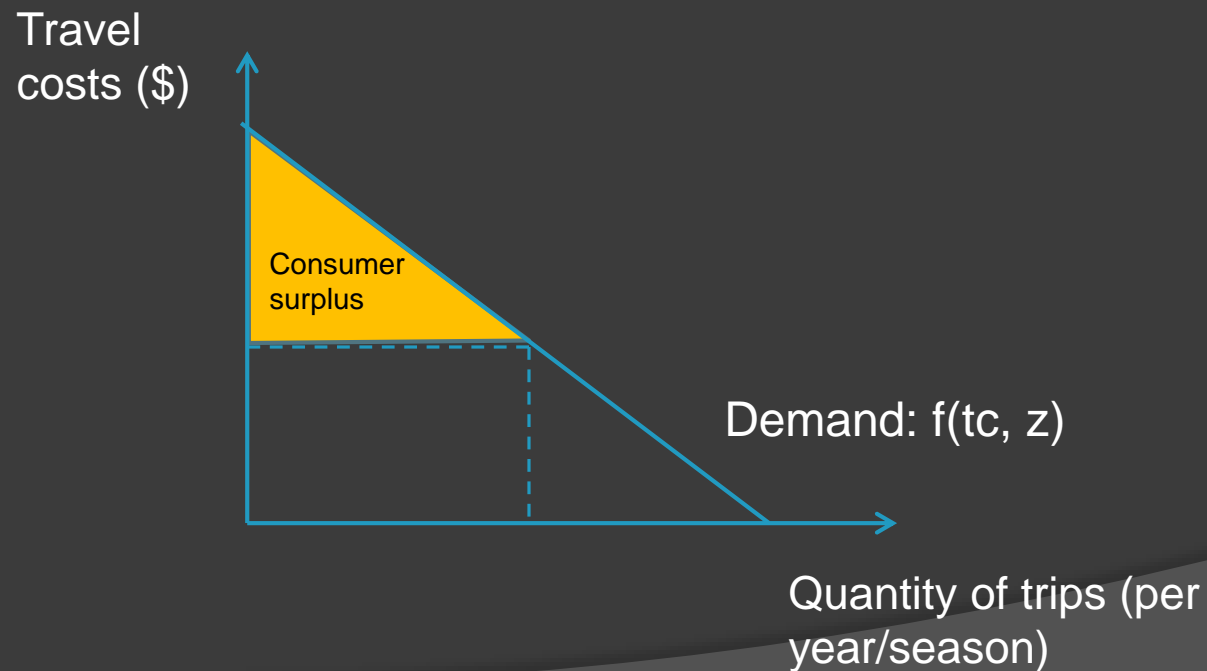 Travel
costs ($)
Consumer
surplus
Demand: f(tc, z)
Quantity of trips (per
year/season)